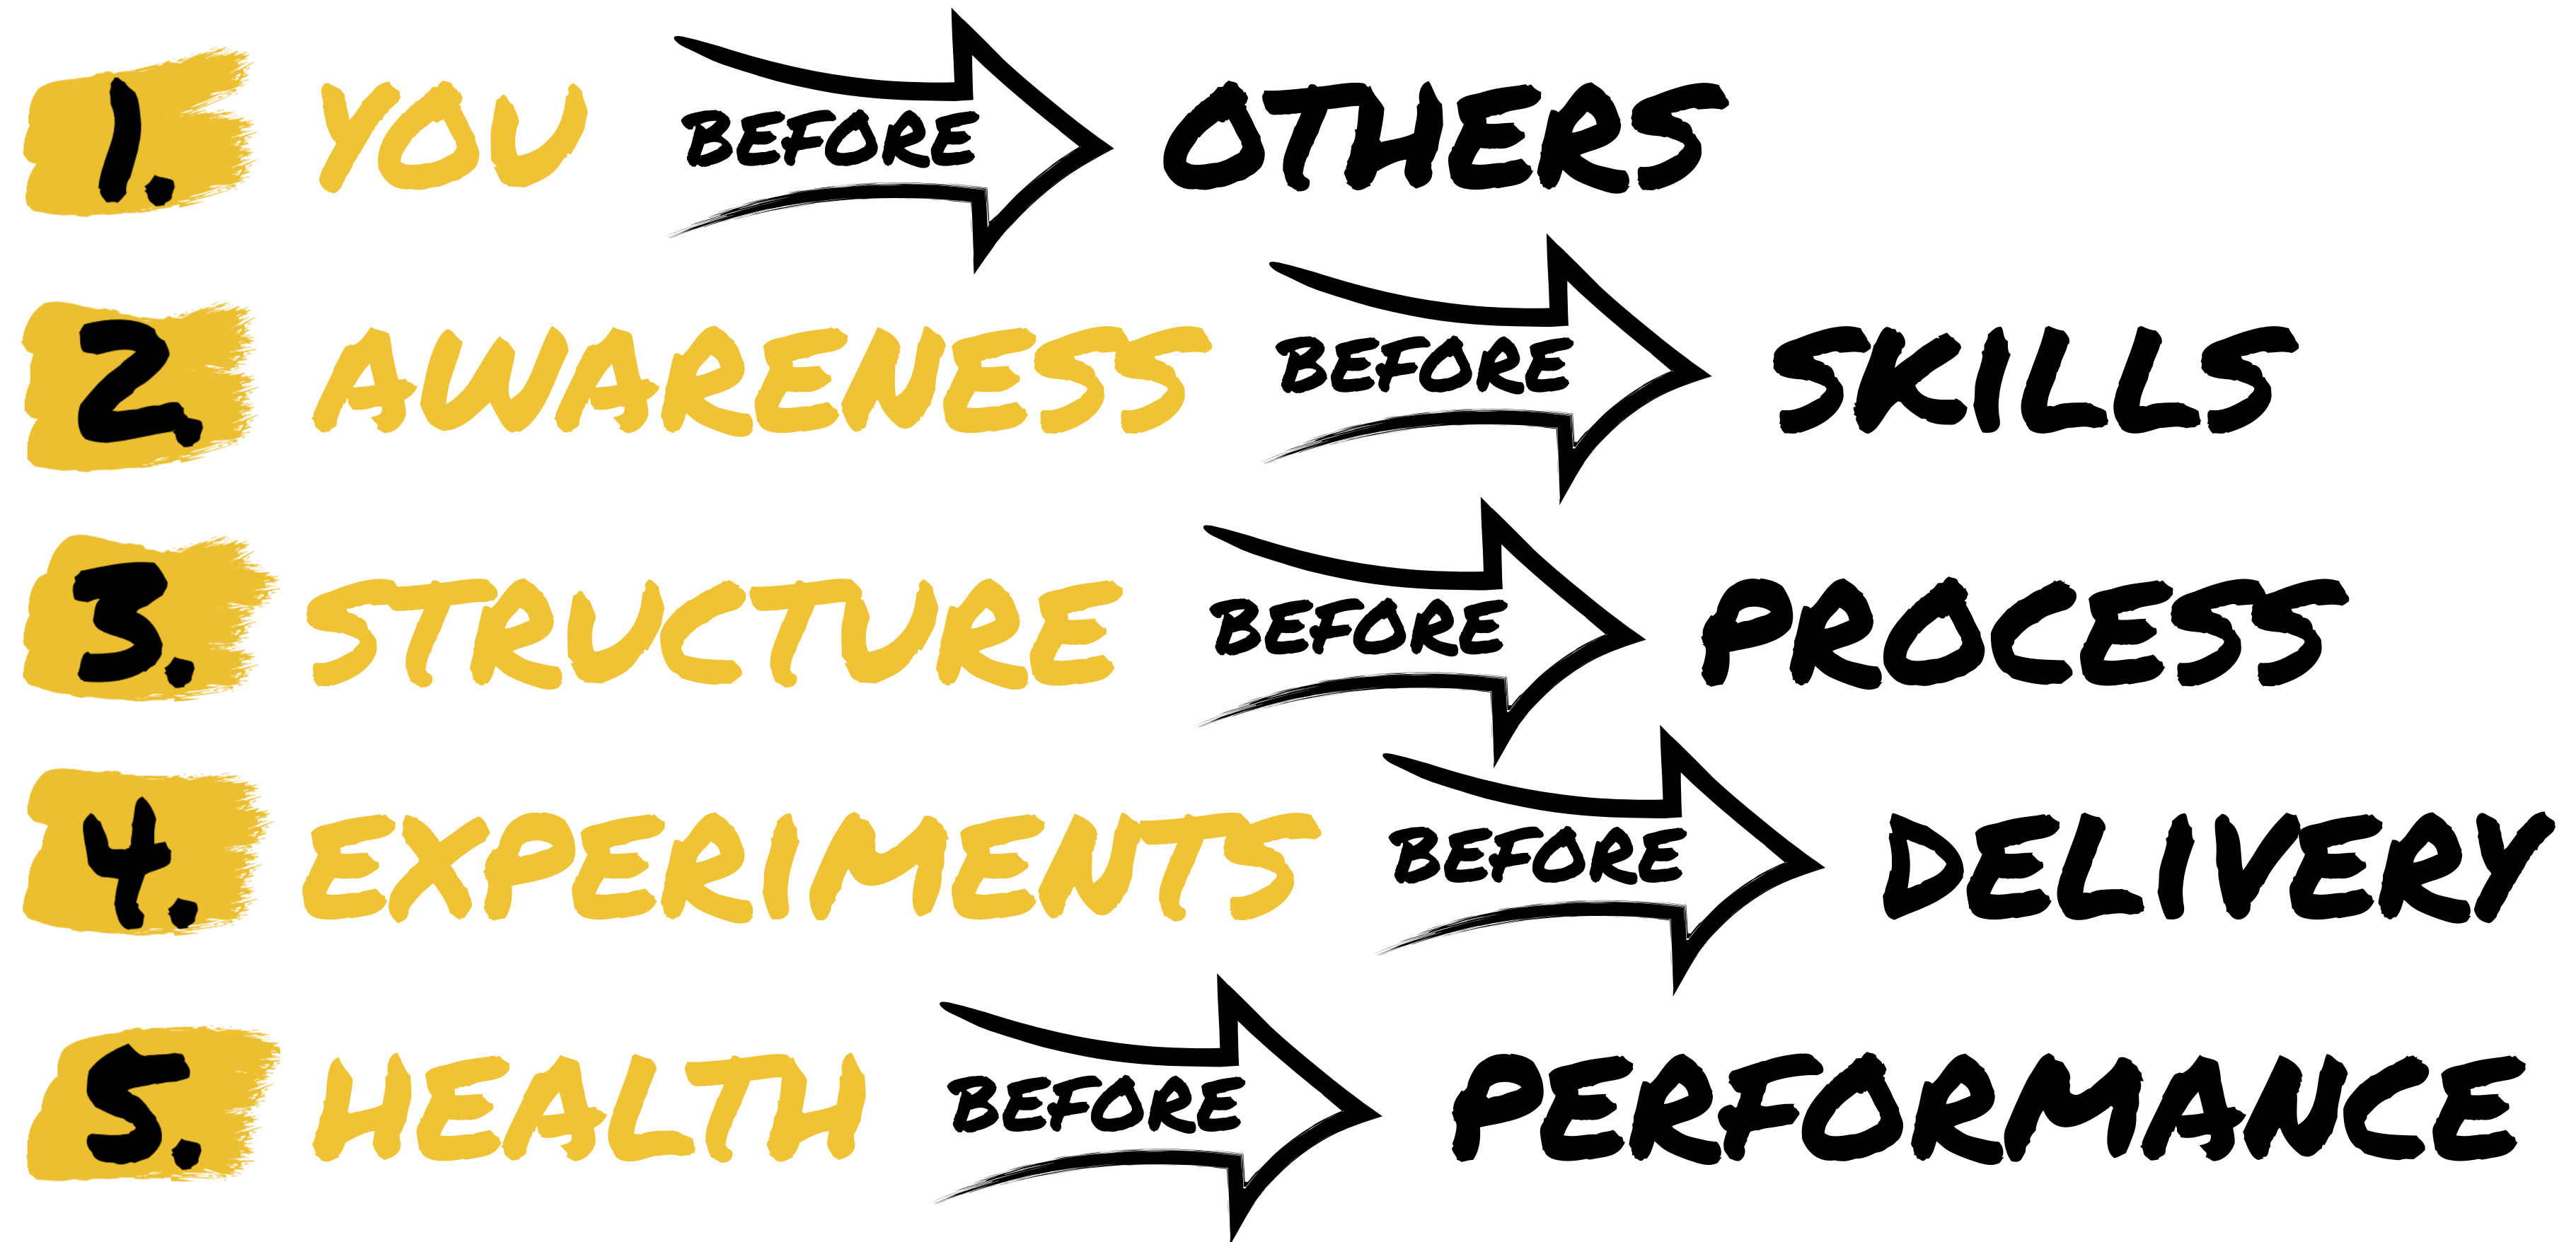 1. YOU BEFORE OTHERS
2. AWARENESS BEFORE SKILLS
3. STRUCTURE BEFORE PROCESS
4. EXPERIMENTS BEFORE DELIVERY
5. HEALTH BEFORE PERFORMANCE